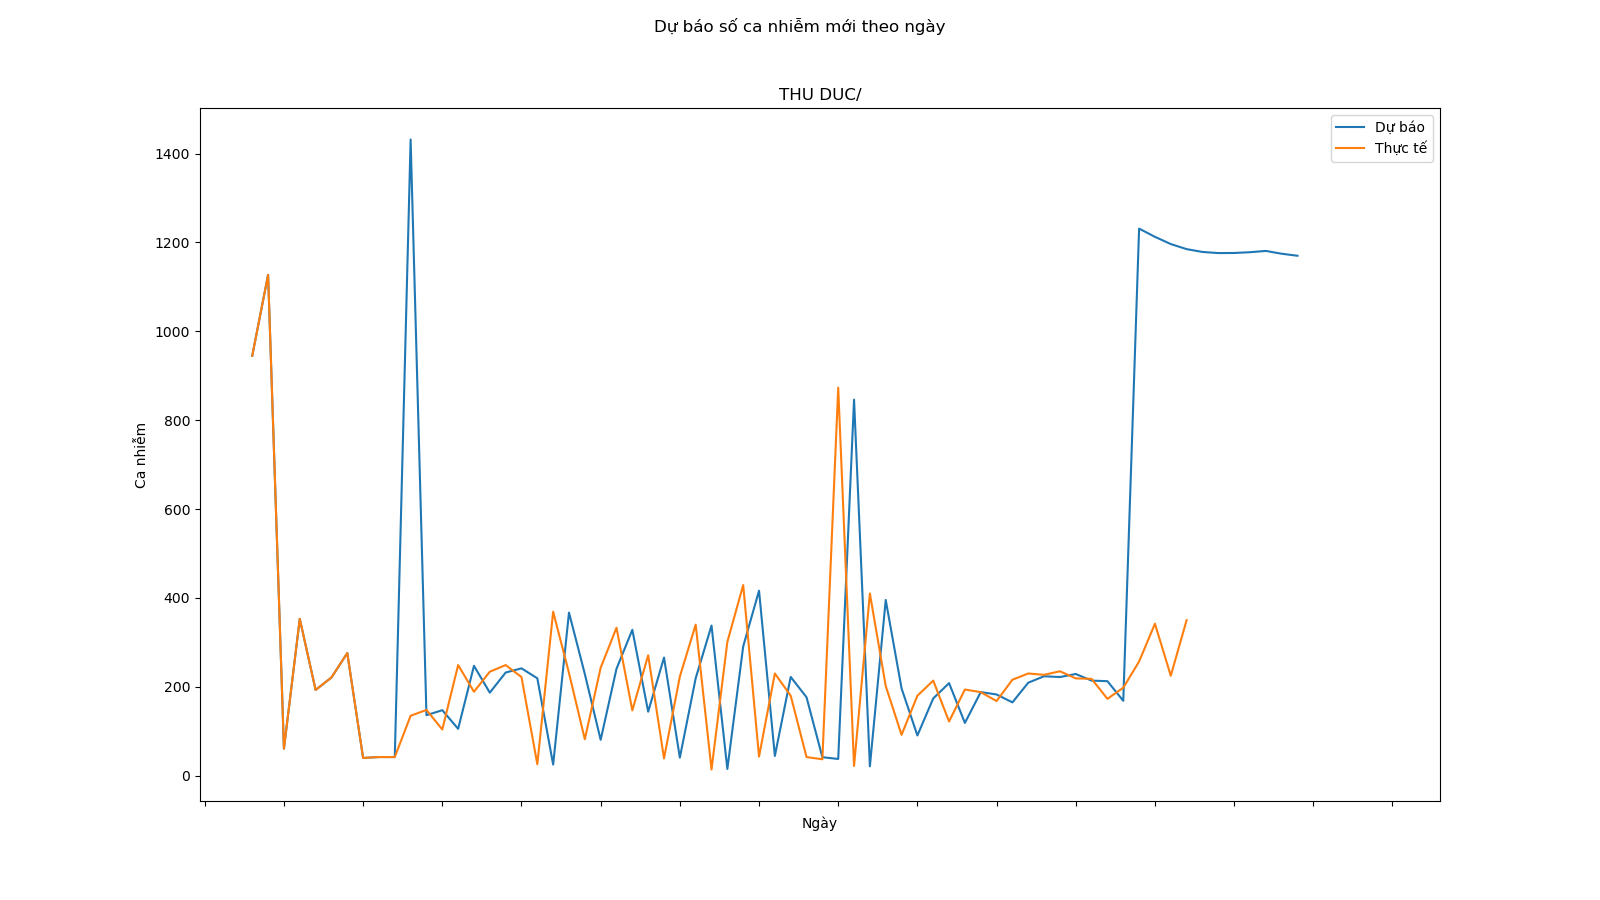 Dự báo số ca nhiễm mới theo ngày
THU DUC/
Dự báo
Thực tế
1400
1200
1000
800
600
400
200
0
Ca nhiễm
Ngày